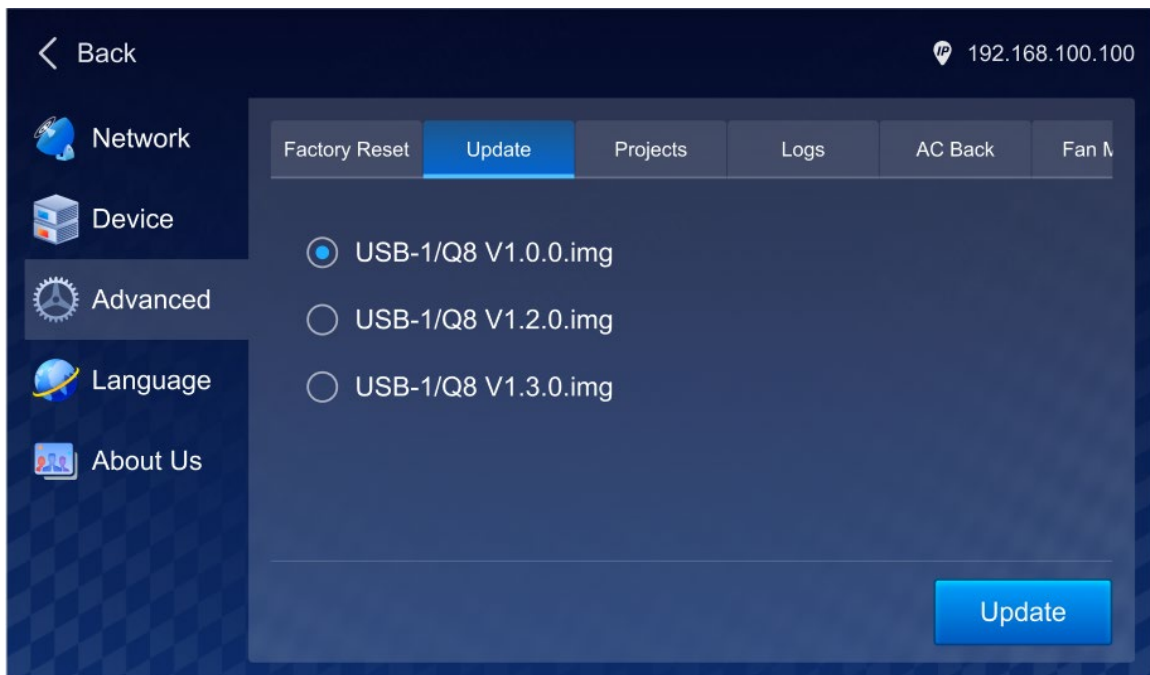 Back
192.168.100.100
Network
Device
Advanced
Language
About Us
Factory Reset Update Projects Logs AC Back Fan
USB-1/Q8 V1.0.0.img
USB-1/Q8 V1.2.0.img
USB-1/Q8 V1.3.0.img
Update